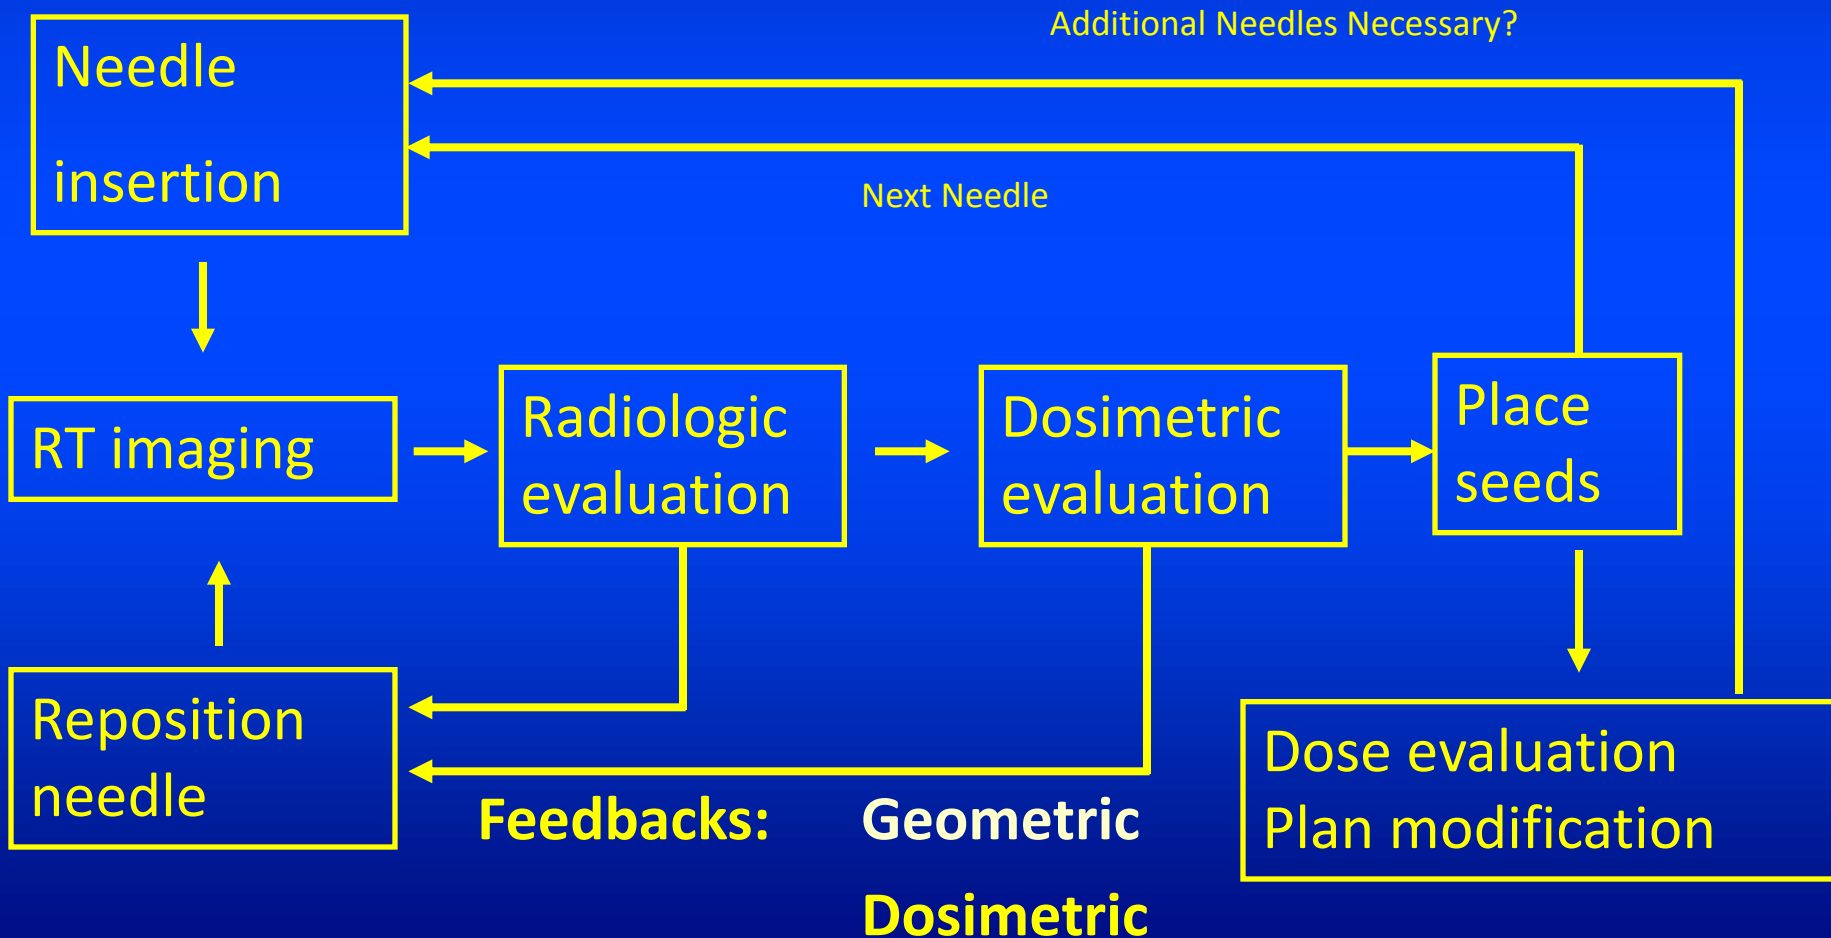 Additional Needles Necessary?
Needle
insertion
Next Needle
RT imaging
Radiologic
evaluation
Dosimetric
evaluation
Place
seeds
Reposition
needle
Dose evaluation
Plan modification
Feedbacks: Geometric
Dosimetric